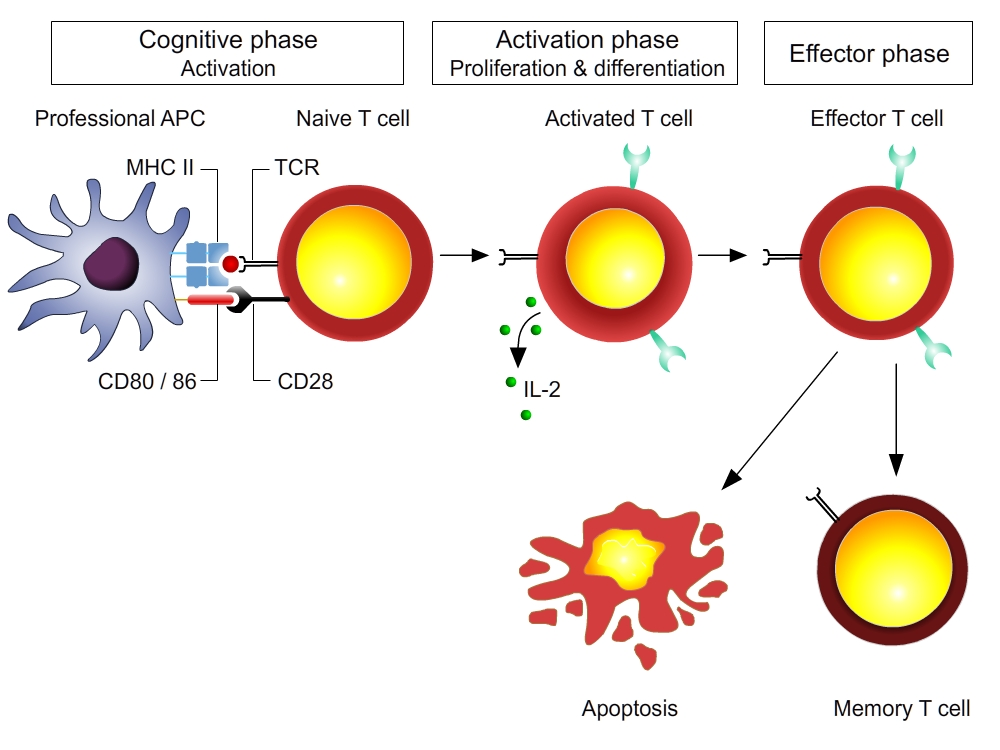 Cognitive phase
Activation
Activation phase
Proliferation & differentiation
Effector phase
Professional APC
Naive T cell
Activated T cell
Effector T cell
MHC II
TCR
CD80 / 86
CD28
IL-2
Apoptosis
Memory T cell